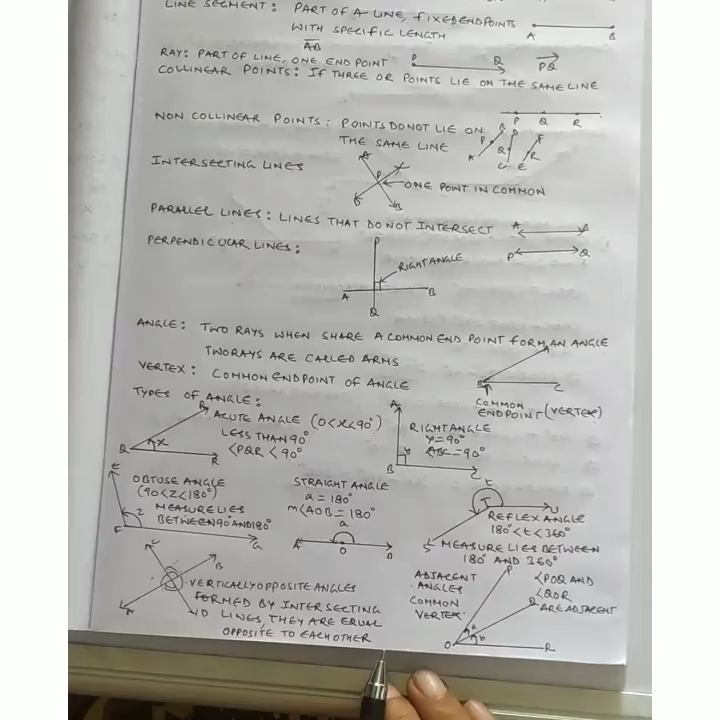 LINE SEGMENT: PART OF A LINE, FIXED ENDPOINTS
WITH SPECIFIC LENGTH
A B
AB
RAY: PART OF LINE, ONE END POINT P Q PQ
COLLINEAR POINTS: IF THREE OR POINTS LIE ON THE SAME LINE
P Q R
NON COLLINEAR POINTS: POINTS DO NOT LIE ON
THE SAME LINE
P B D Q F R A C E
INTERSECTING LINES
A C P D B
ONE POINT IN COMMON
PARALLEL LINES: LINES THAT DO NOT INTERSECT A B
P Q
PERPENDICULAR LINES:
P
RIGHT ANGLE
A B
Q
ANGLE: TWO RAYS WHEN SHARE A COMMON END POINT FORM AN ANGLE
TWO RAYS ARE CALLED ARMS
A B C
VERTEX: COMMON ENDPOINT OF ANGLE
COMMON
ENDPOINT (VERTEX)
TYPES OF ANGLE:
P ACUTE ANGLE (0<X<90°)
LESS THAN 90°
<PQR < 90°
Q X R
A
RIGHT ANGLE
Y=90°
<ABC=90°
B Y C
E
OBTUSE ANGLE
(90<Z<180°)
MEASURE LIES
BETWEEN 90° AND 180°
F Z G
STRAIGHT ANGLE
a = 180°
m<AOB = 180°
a
A O B
t
T U
REFLEX ANGLE
180°<t<360°
S MEASURE LIES BETWEEN
180° AND 360°
C B
VERTICALLY OPPOSITE ANGLES
FORMED BY INTERSECTING
A D LINES, THEY ARE EQUAL
OPPOSITE TO EACH OTHER
ADJACENT
ANGLES
COMMON
VERTEX
P
<POQ AND
<QOR
Q ARE ADJACENT
a b
O R